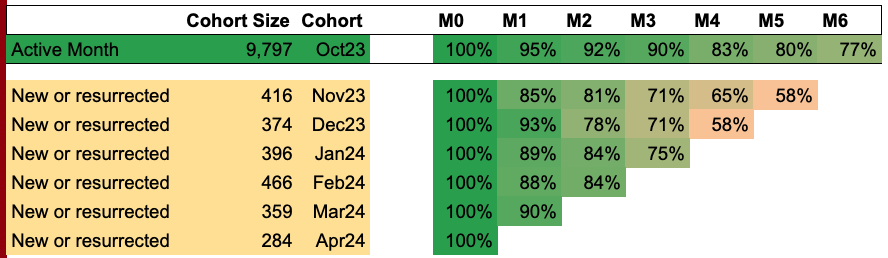 Cohort Size Cohort M0 M1 M2 M3 M4 M5 M6
Active Month 9,797 Oct23 100% 95% 92% 90% 83% 80% 77%
New or resurrected 416 Nov23 100% 85% 81% 71% 65% 58%
New or resurrected 374 Dec23 100% 93% 78% 71% 58%
New or resurrected 396 Jan24 100% 89% 84% 75%
New or resurrected 466 Feb24 100% 88% 84%
New or resurrected 359 Mar24 100% 90%
New or resurrected 284 Apr24 100%